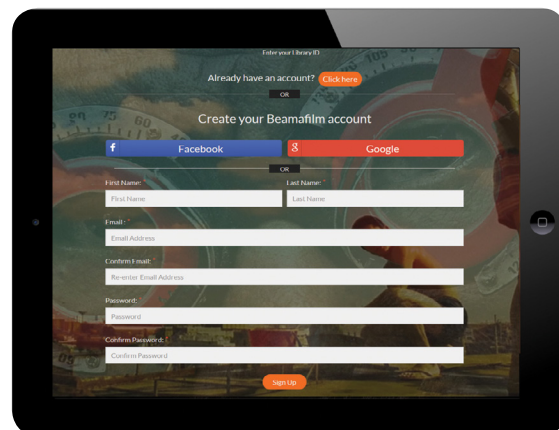 Enter your Library ID
Already have an account? Click here
OR
Create your Beamafilm account
f Facebook
8 Google
OR
First Name: * Last Name: *
First Name Last Name
Email: *
Email Address
Confirm Email:
Re-enter Email Address
Password:
Password
Confirm Password:
Confirm Password
Sign Up